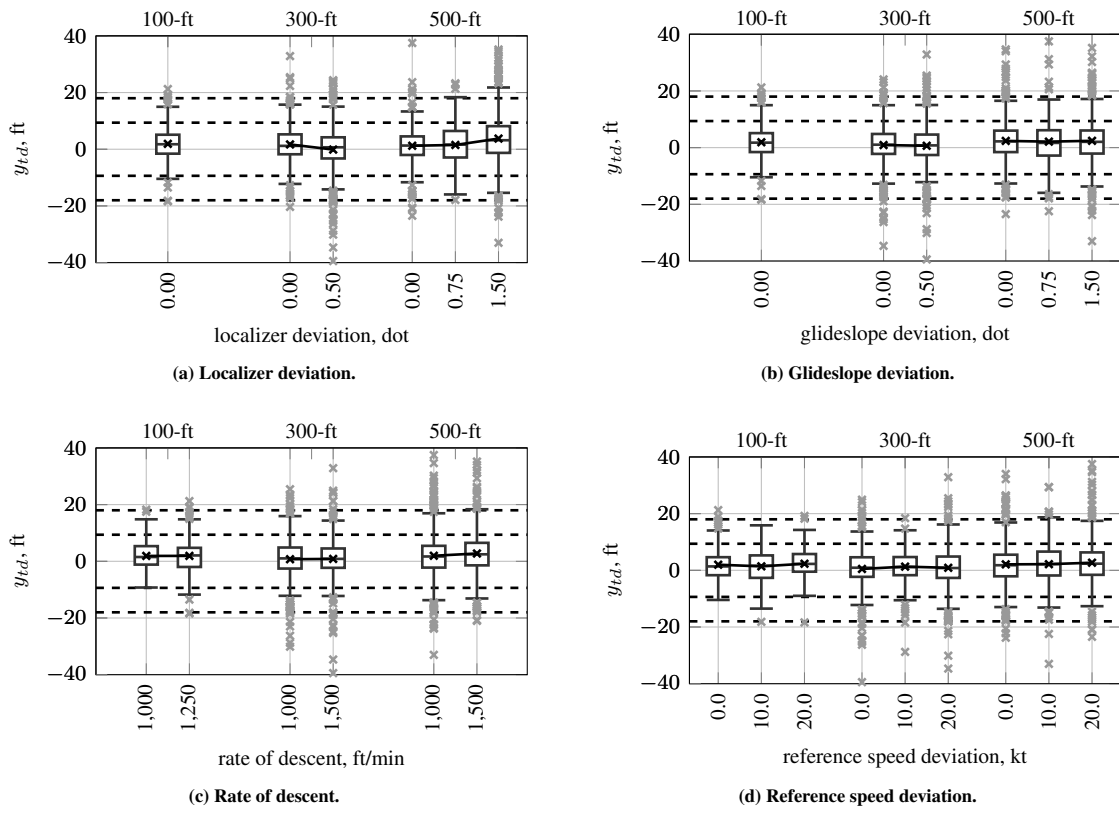 100-ft 300-ft 500-ft
40
20
0
−20
−40
y_td, ft
0.00 0.00 0.50 0.00 0.75 1.50
localizer deviation, dot
(a) Localizer deviation.
100-ft 300-ft 500-ft
40
20
0
−20
−40
y_td, ft
0.00 0.00 0.50 0.00 0.75 1.50
glideslope deviation, dot
(b) Glideslope deviation.
100-ft 300-ft 500-ft
40
20
0
−20
−40
y_td, ft
1,000 1,250 1,000 1,500 1,000 1,500
rate of descent, ft/min
(c) Rate of descent.
100-ft 300-ft 500-ft
40
20
0
−20
−40
y_td, ft
0.0 10.0 20.0 0.0 10.0 20.0 0.0 10.0 20.0
reference speed deviation, kt
(d) Reference speed deviation.